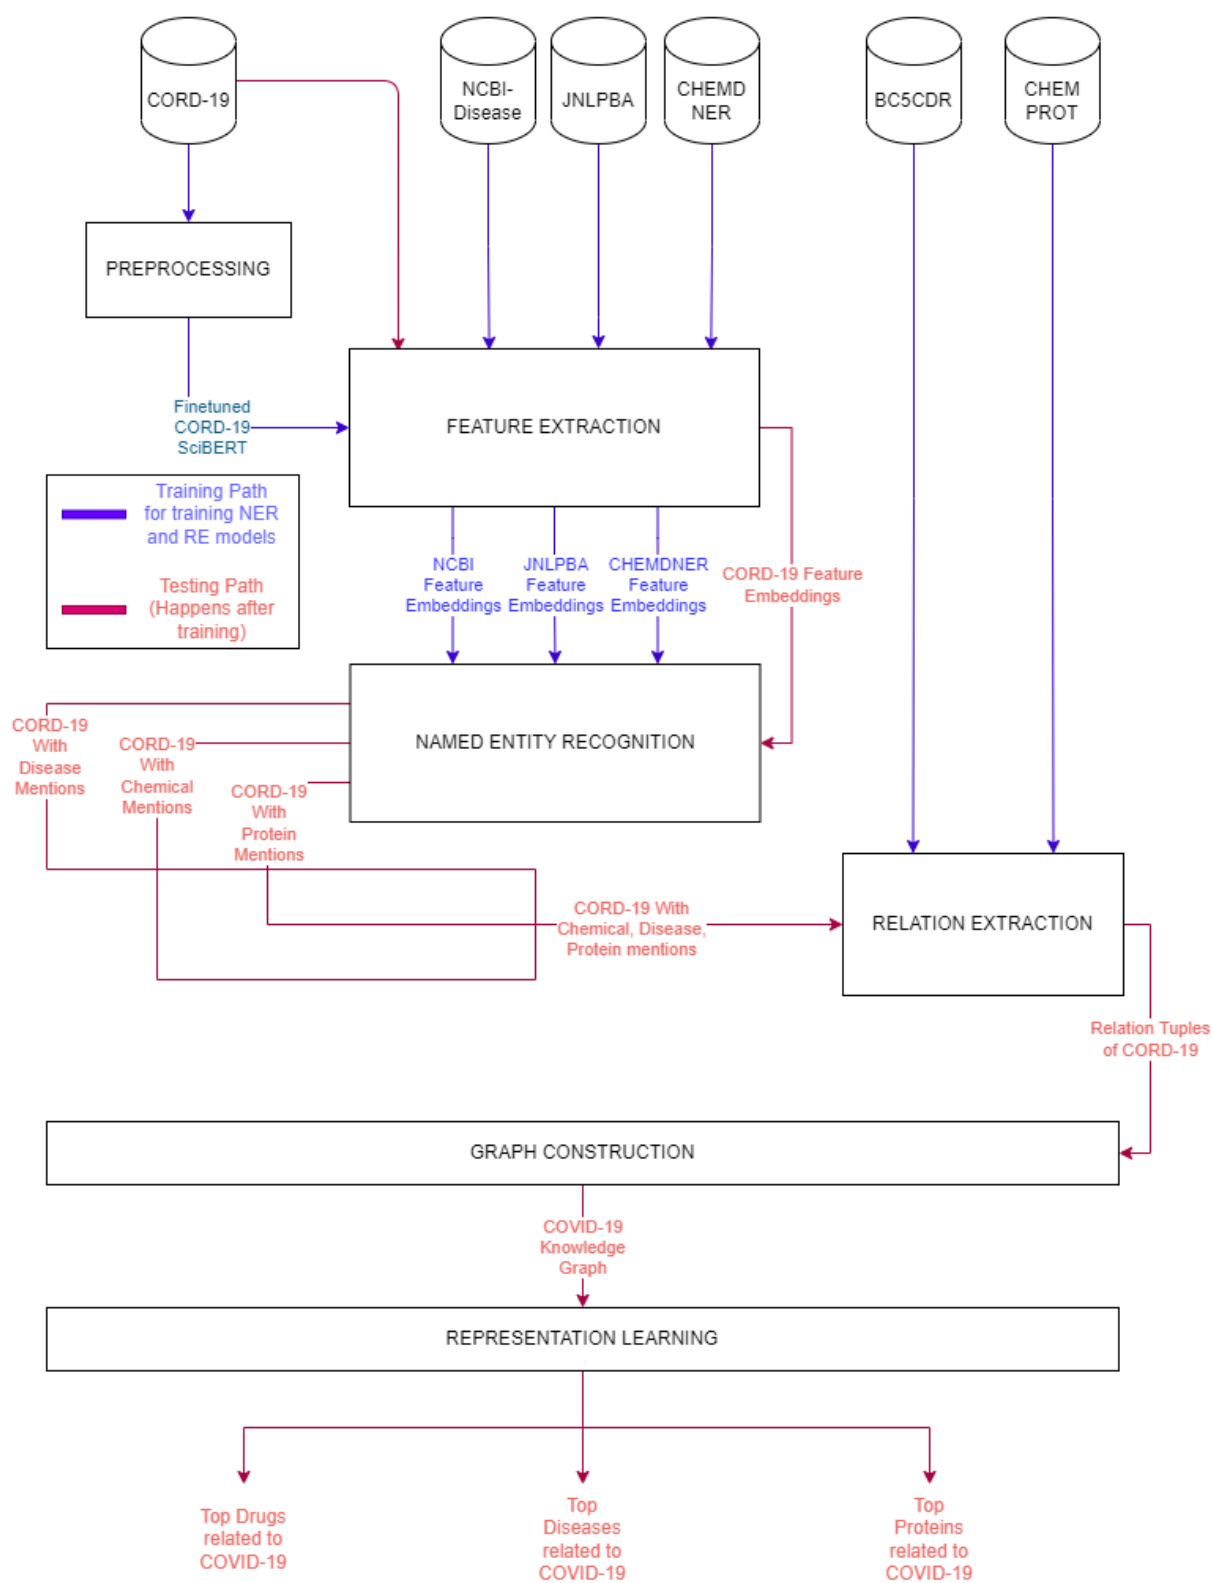 CORD-19
NCBI-
Disease
JNLPBA
CHEMD
NER
BC5CDR
CHEM
PROT
PREPROCESSING
Finetuned
CORD-19
SciBERT
FEATURE EXTRACTION
Training Path
for training NER
and RE models
Testing Path
(Happens after
training)
NCBI
Feature
Embeddings
JNLPBA
Feature
Embeddings
CHEMDNER
Feature
Embeddings
CORD-19 Feature
Embeddings
NAMED ENTITY RECOGNITION
CORD-19
With
Disease
Mentions
CORD-19
With
Chemical
Mentions
CORD-19
With
Protein
Mentions
CORD-19 With
Chemical, Disease,
Protein mentions
RELATION EXTRACTION
Relation Tuples
of CORD-19
GRAPH CONSTRUCTION
COVID-19
Knowledge
Graph
REPRESENTATION LEARNING
Top Drugs
related to
COVID-19
Top
Diseases
related to
COVID-19
Top
Proteins
related to
COVID-19